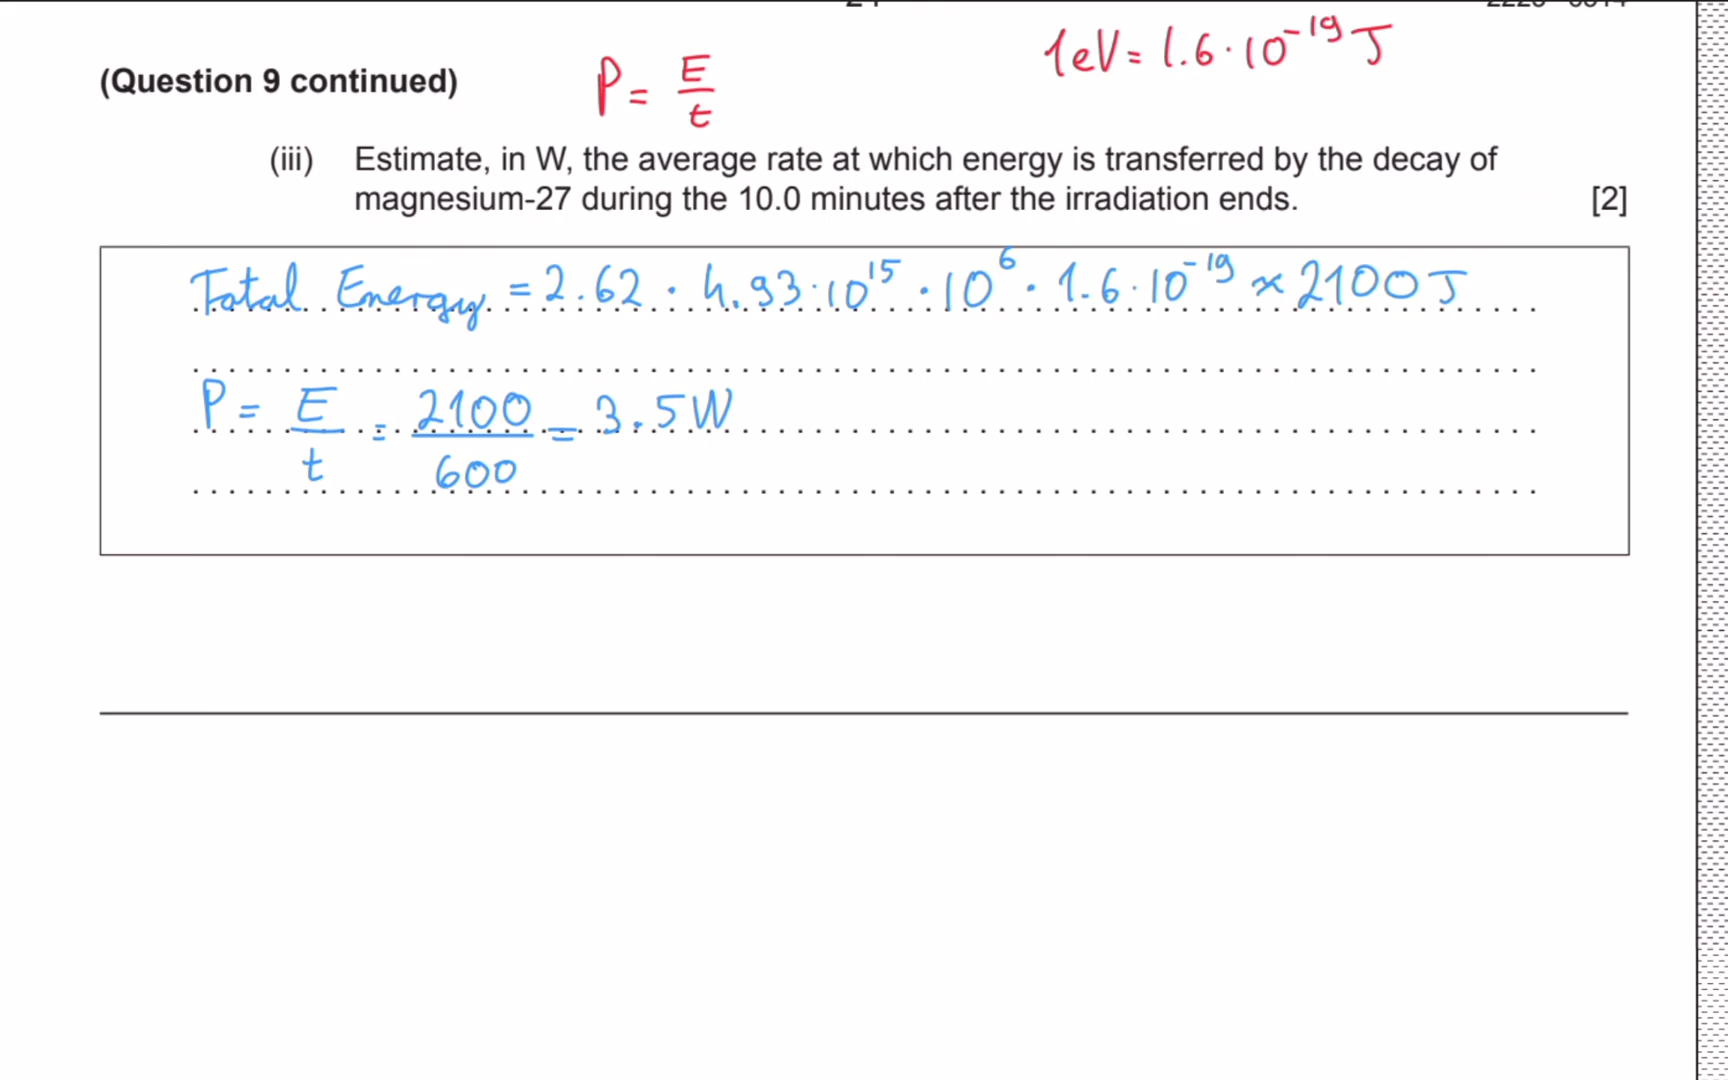 1eV = 1.6 · 10⁻¹⁹ J
(Question 9 continued)
P = E/t
(iii) Estimate, in W, the average rate at which energy is transferred by the decay of
magnesium-27 during the 10.0 minutes after the irradiation ends. [2]
Total Energy = 2.62 · 4.93 · 10¹⁵ · 10⁶ · 1.6 · 10⁻¹⁹ × 2100 J
P = E/t = 2100/600 = 3.5 W